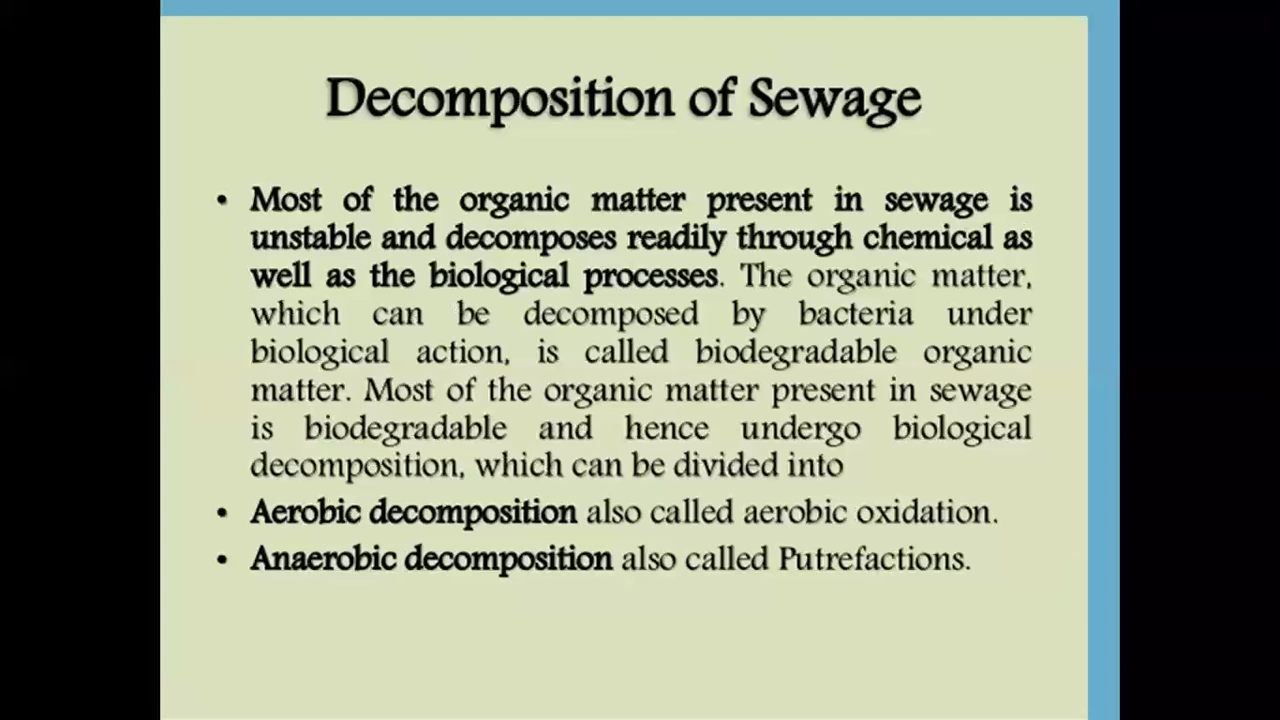 Decomposition of Sewage
• Most of the organic matter present in sewage is
unstable and decomposes readily through chemical as
well as the biological processes. The organic matter,
which can be decomposed by bacteria under
biological action, is called biodegradable organic
matter. Most of the organic matter present in sewage
is biodegradable and hence undergo biological
decomposition, which can be divided into
• Aerobic decomposition also called aerobic oxidation.
• Anaerobic decomposition also called Putrefactions.